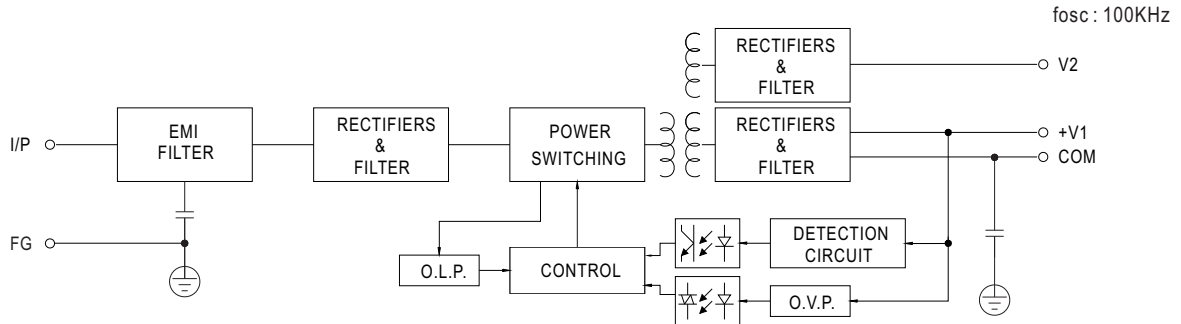 fosc : 100KHz
RECTIFIERS
&
FILTER
V2
I/P
EMI
FILTER
RECTIFIERS
&
FILTER
POWER
SWITCHING
RECTIFIERS
&
FILTER
+V1
COM
FG
O.L.P.
CONTROL
DETECTION
CIRCUIT
O.V.P.